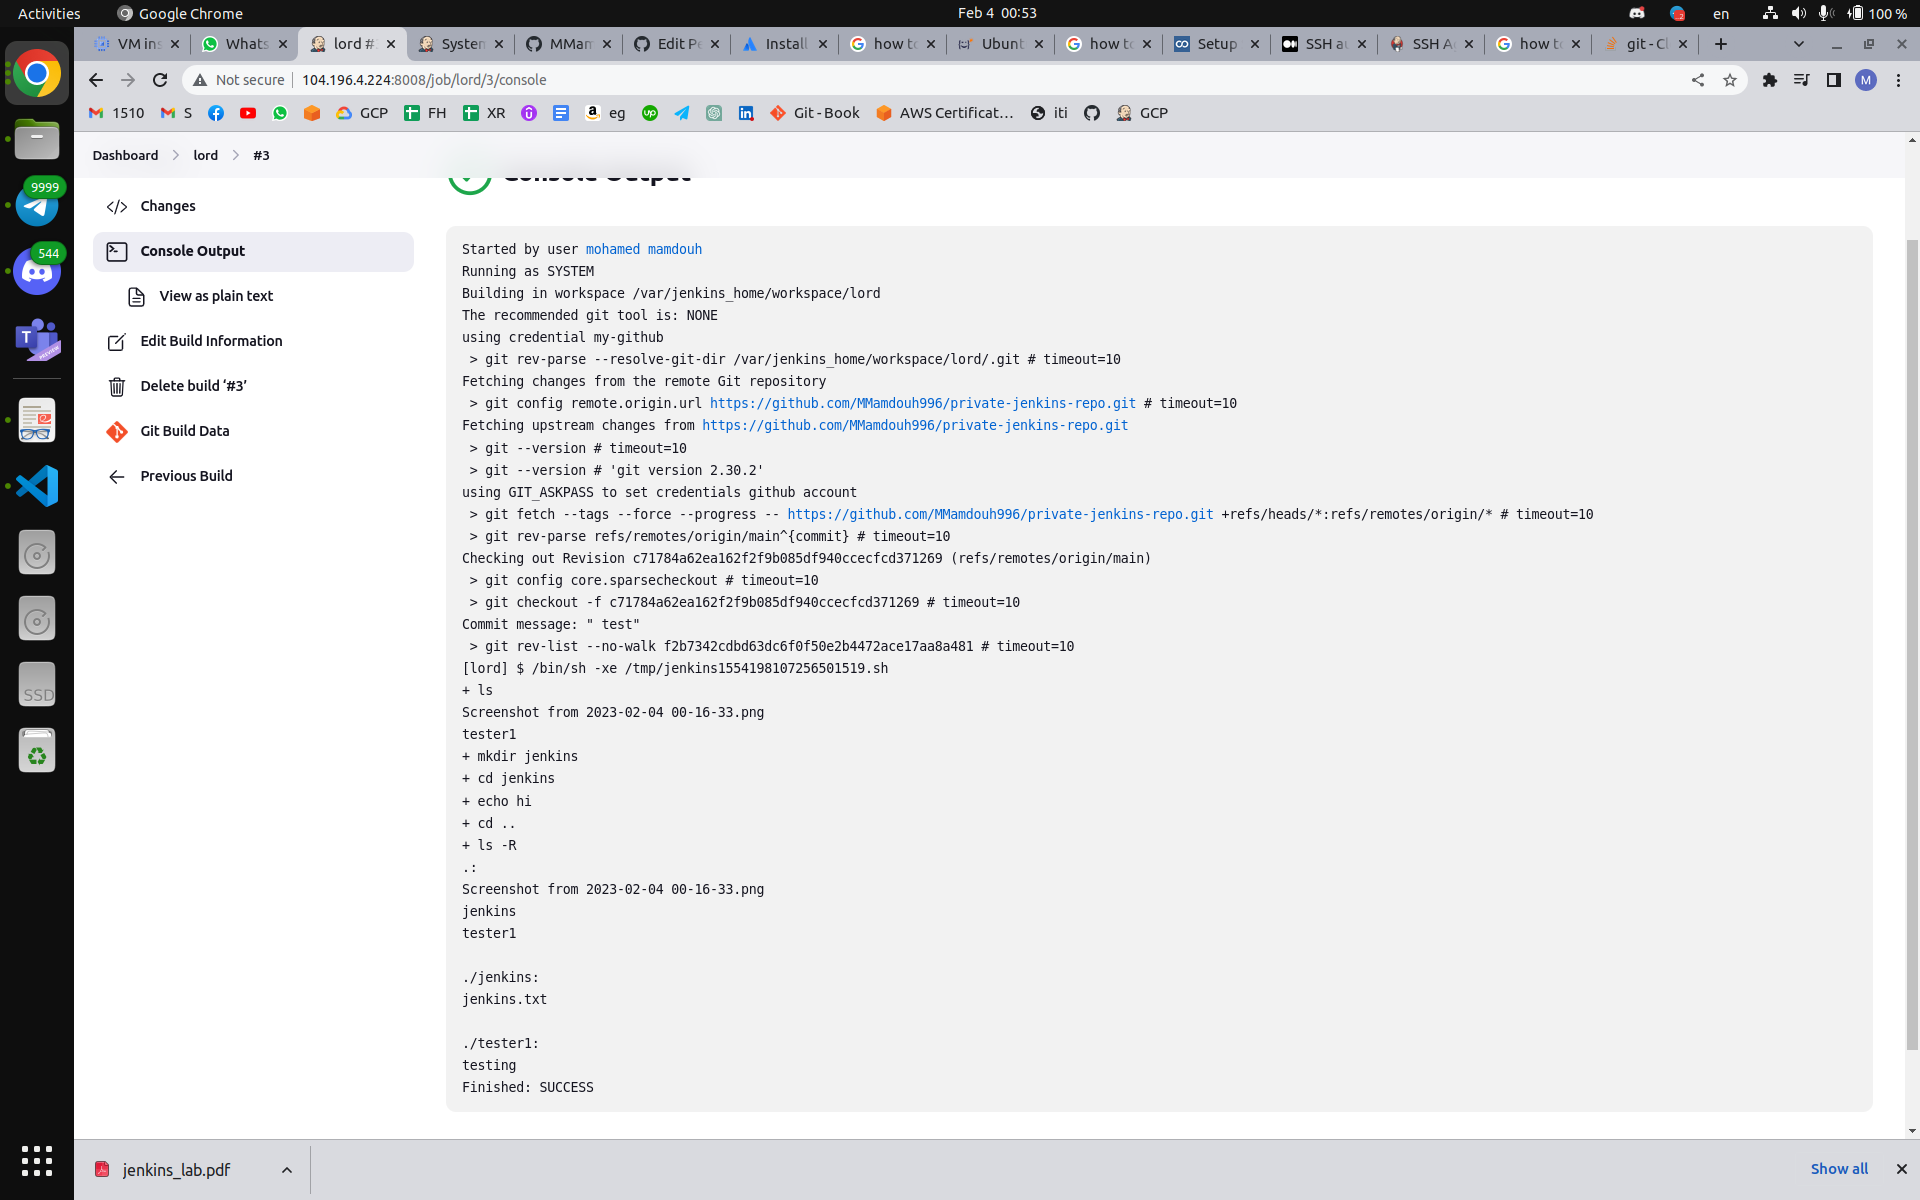 Activities
Google Chrome
Feb 4 00:53
en
100 %
VM ins
Whats
lord #
System
MMam
Edit Pe
Install
how to
Ubunt
how to
Setup
SSH au
SSH A
how to
git - Cl
Not secure
104.196.4.224:8008/job/lord/3/console
M
1510
S
GCP
FH
XR
eg
Git - Book
AWS Certificat...
iti
GCP
Dashboard
lord
#3
Console Output
9999
544
SSD
Changes
Console Output
View as plain text
Edit Build Information
Delete build ‘#3’
Git Build Data
Previous Build
Started by user mohamed mamdouh
Running as SYSTEM
Building in workspace /var/jenkins_home/workspace/lord
The recommended git tool is: NONE
using credential my-github
 > git rev-parse --resolve-git-dir /var/jenkins_home/workspace/lord/.git # timeout=10
Fetching changes from the remote Git repository
 > git config remote.origin.url https://github.com/MMamdouh996/private-jenkins-repo.git # timeout=10
Fetching upstream changes from https://github.com/MMamdouh996/private-jenkins-repo.git
 > git --version # timeout=10
 > git --version # 'git version 2.30.2'
using GIT_ASKPASS to set credentials github account
 > git fetch --tags --force --progress -- https://github.com/MMamdouh996/private-jenkins-repo.git +refs/heads/*:refs/remotes/origin/* # timeout=10
 > git rev-parse refs/remotes/origin/main^{commit} # timeout=10
Checking out Revision c71784a62ea162f2f9b085df940ccecfcd371269 (refs/remotes/origin/main)
 > git config core.sparsecheckout # timeout=10
 > git checkout -f c71784a62ea162f2f9b085df940ccecfcd371269 # timeout=10
Commit message: " test"
 > git rev-list --no-walk f2b7342cdbd63dc6f0f50e2b4472ace17aa8a481 # timeout=10
[lord] $ /bin/sh -xe /tmp/jenkins1554198107256501519.sh
+ ls
Screenshot from 2023-02-04 00-16-33.png
tester1
+ mkdir jenkins
+ cd jenkins
+ echo hi
+ cd ..
+ ls -R
.:
Screenshot from 2023-02-04 00-16-33.png
jenkins
tester1
./jenkins:
jenkins.txt
./tester1:
testing
Finished: SUCCESS
jenkins_lab.pdf
Show all